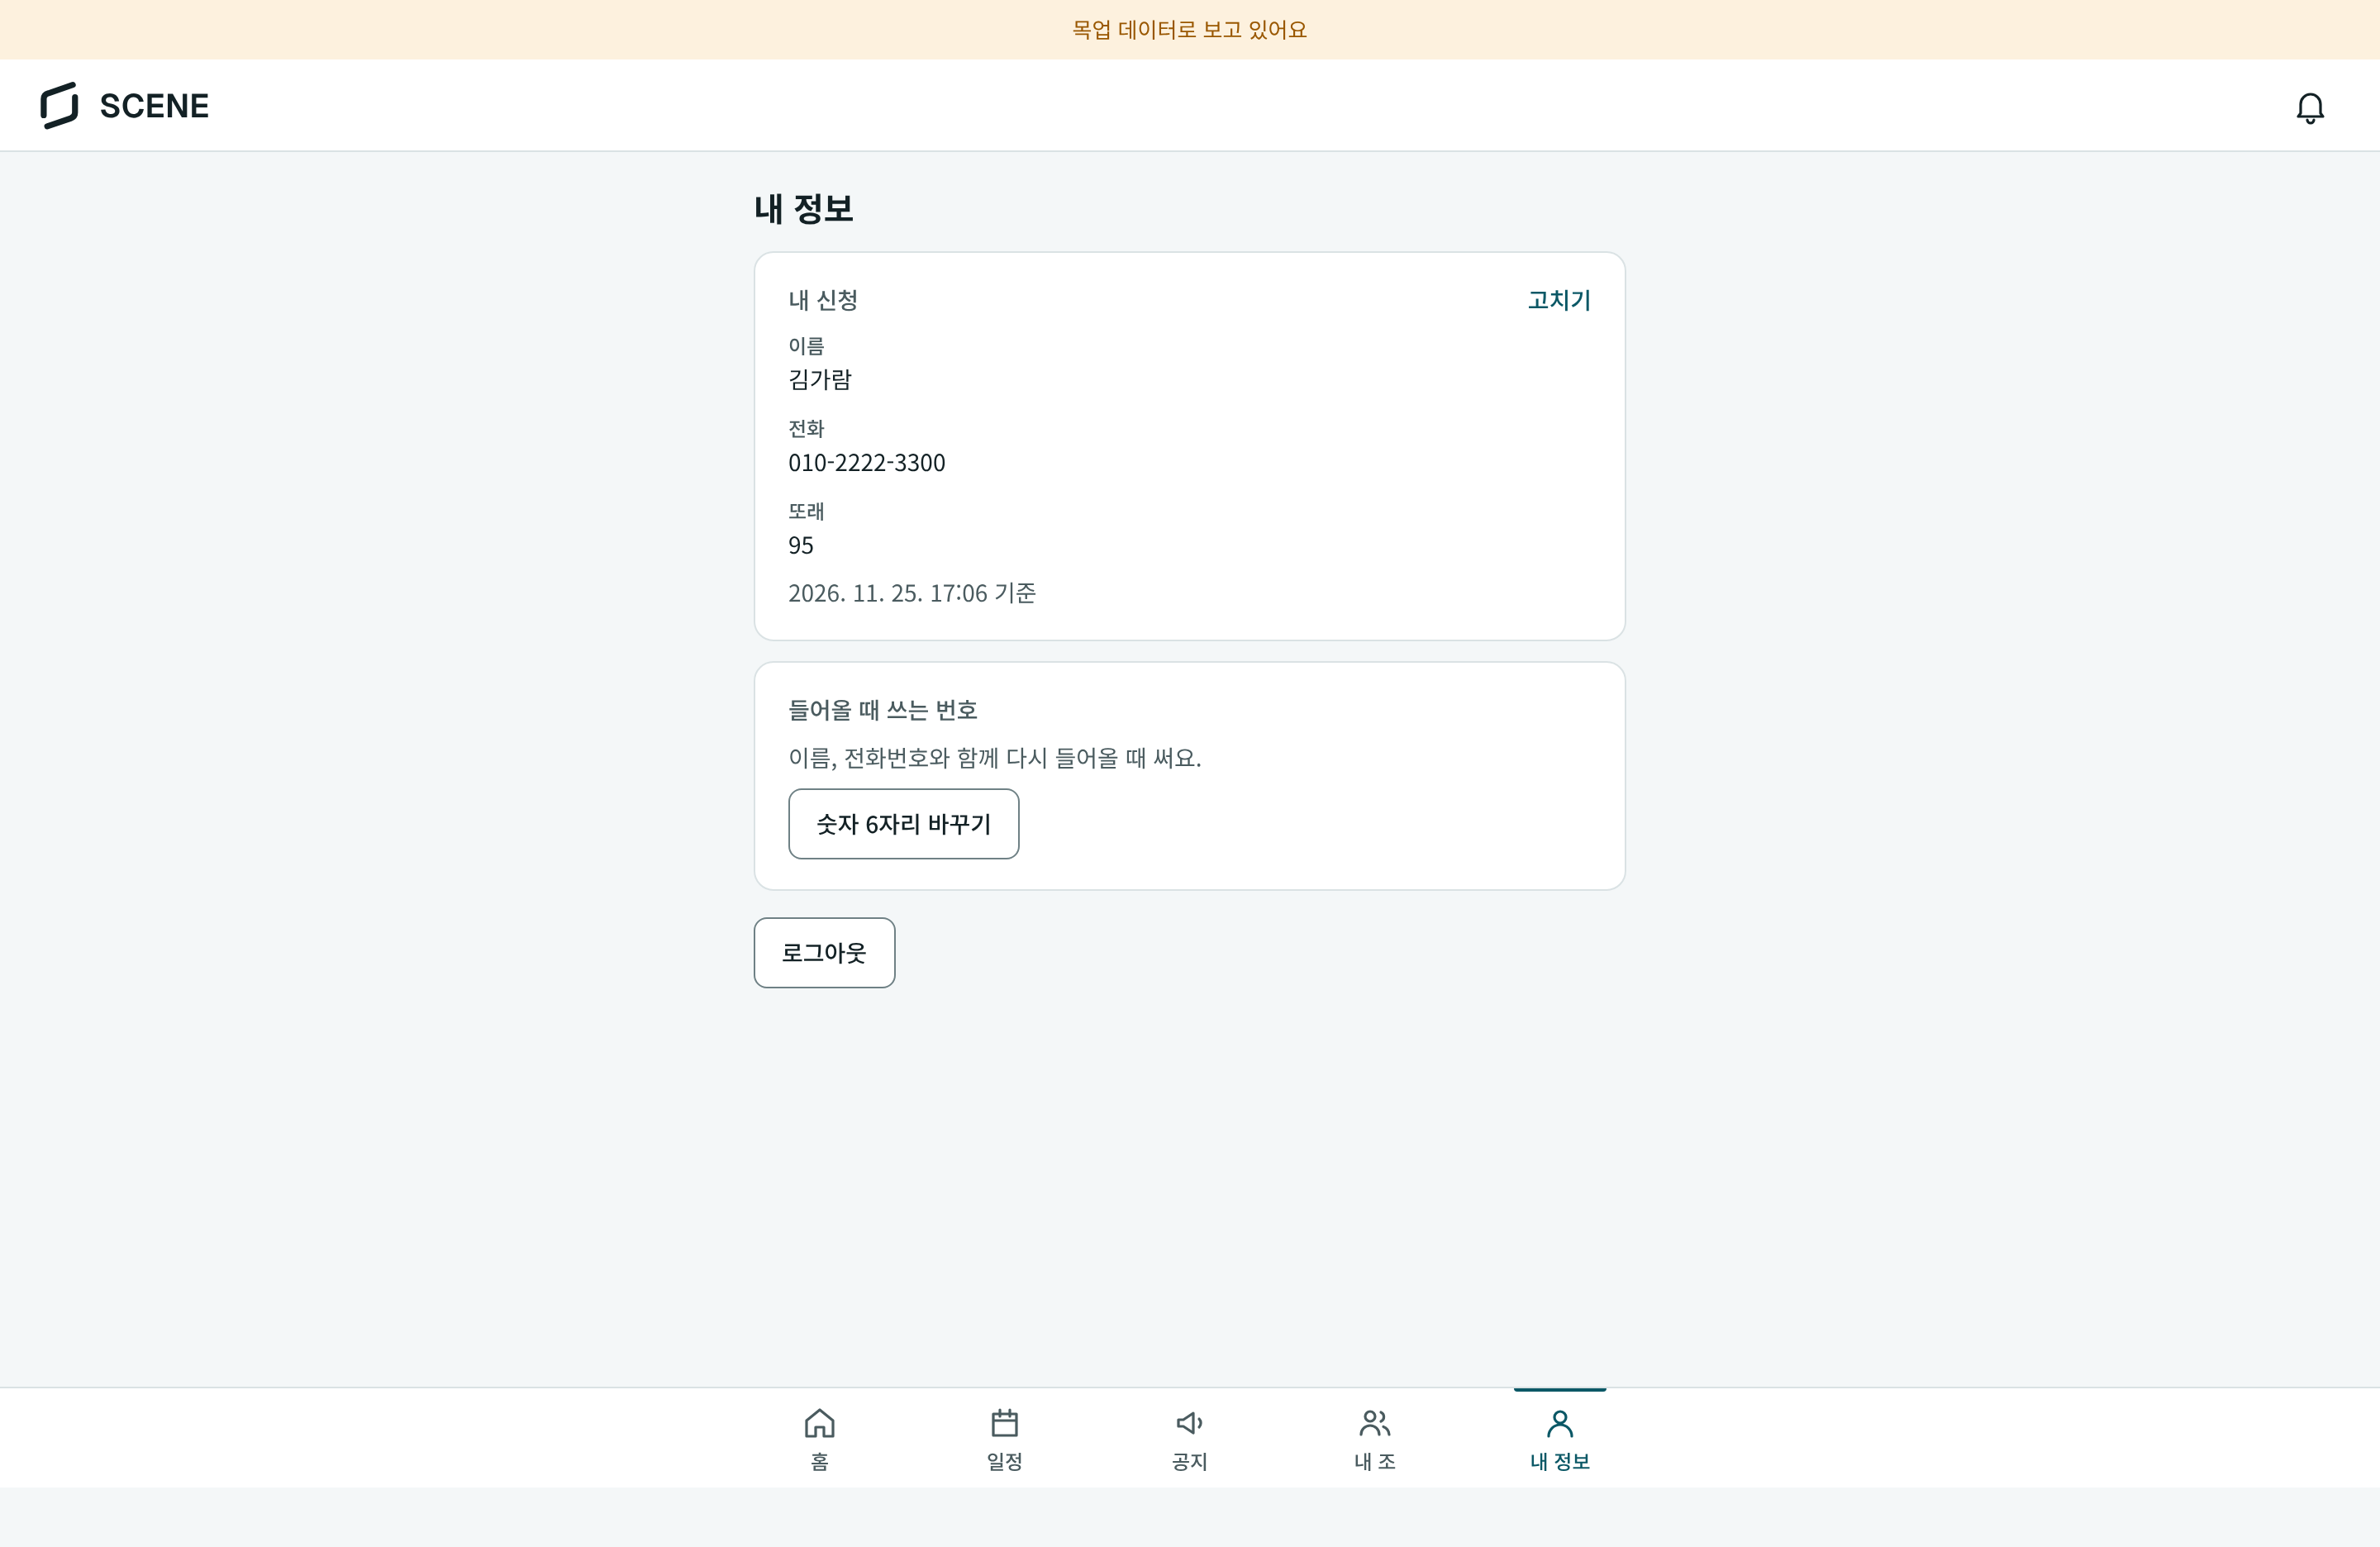 목업 데이터로 보고 있어요
SCENE
내 정보
내 신청
고치기
이름
김가람
전화
010-2222-3300
또래
95
2026. 11. 25. 17:06 기준
들어올 때 쓰는 번호
이름, 전화번호와 함께 다시 들어올 때 써요.
숫자 6자리 바꾸기
로그아웃
홈
일정
공지
내 조
내 정보